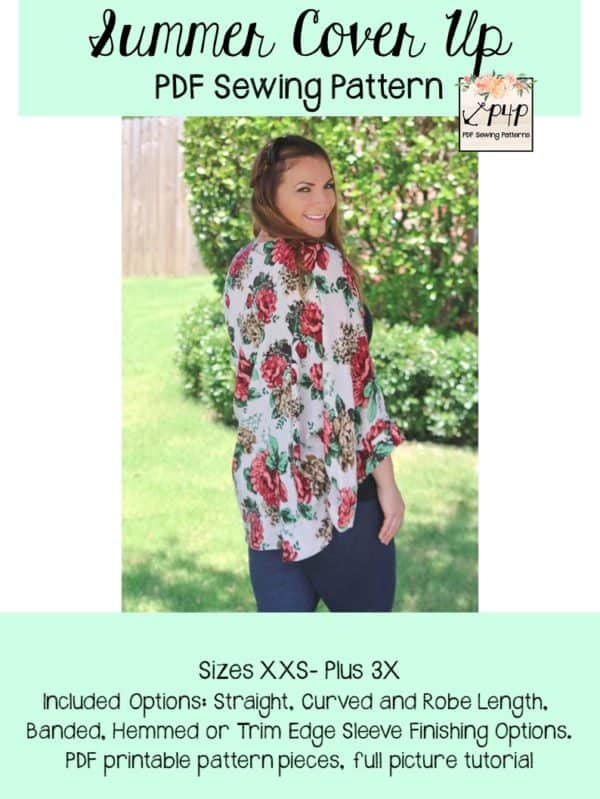 Summer Cover Up
PDF Sewing Pattern
P4P
PDF Sewing Patterns
Sizes XXS- Plus 3X
Included Options: Straight, Curved and Robe Length,
Banded, Hemmed or Trim Edge Sleeve Finishing Options.
PDF printable pattern pieces, full picture tutorial